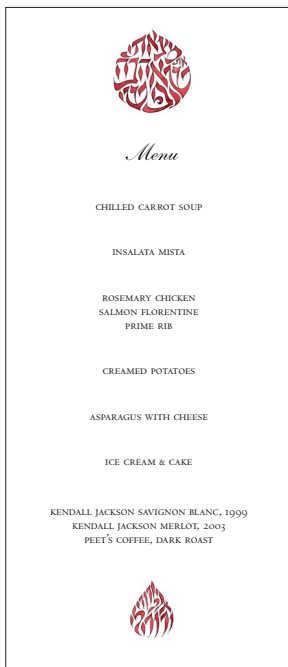 Menu
CHILLED CARROT SOUP
INSALATA MISTA
ROSEMARY CHICKEN
SALMON FLORENTINE
PRIME RIB
CREAMED POTATOES
ASPARAGUS WITH CHEESE
ICE CREAM & CAKE
KENDALL JACKSON SAVIGNON BLANC, 1999
KENDALL JACKSON MERLOT, 2003
PEET'S COFFEE, DARK ROAST